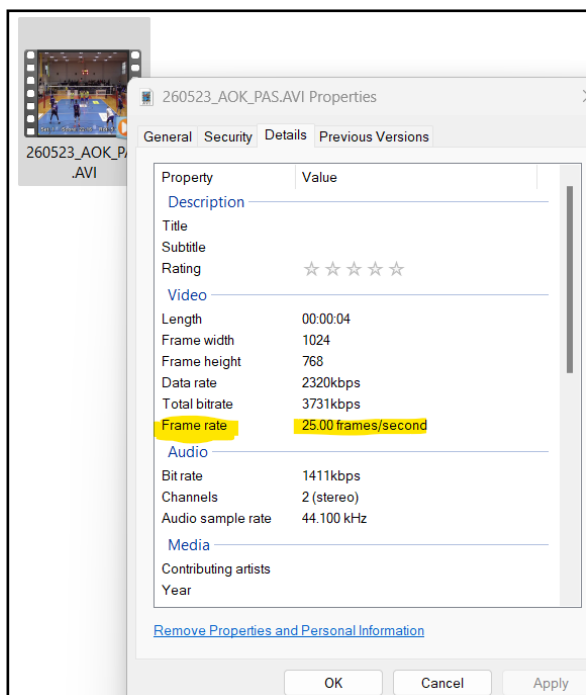 260523_AOK_PA
.AVI
260523_AOK_PAS.AVI Properties
General Security Details Previous Versions
Property Value
Description
Title
Subtitle
Rating
Video
Length 00:00:04
Frame width 1024
Frame height 768
Data rate 2320kbps
Total bitrate 3731kbps
Frame rate 25.00 frames/second
Audio
Bit rate 1411kbps
Channels 2 (stereo)
Audio sample rate 44.100 kHz
Media
Contributing artists
Year
Remove Properties and Personal Information
OK Cancel Apply